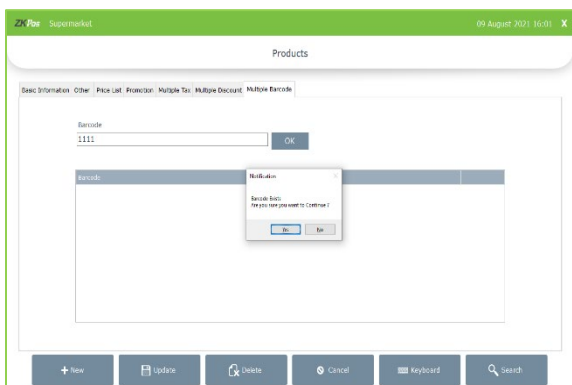 ZKPos Supermarket 09 August 2021 16:01 X
Products
Basic Information Other Price List Promotion Multiple Tax Multiple Discount Multiple Barcode
Barcode
1111 OK
Barcode
Notification
Barcode Exists
Are you sure you want to Continue ?
Yes No
New Update Delete Cancel Keyboard Search